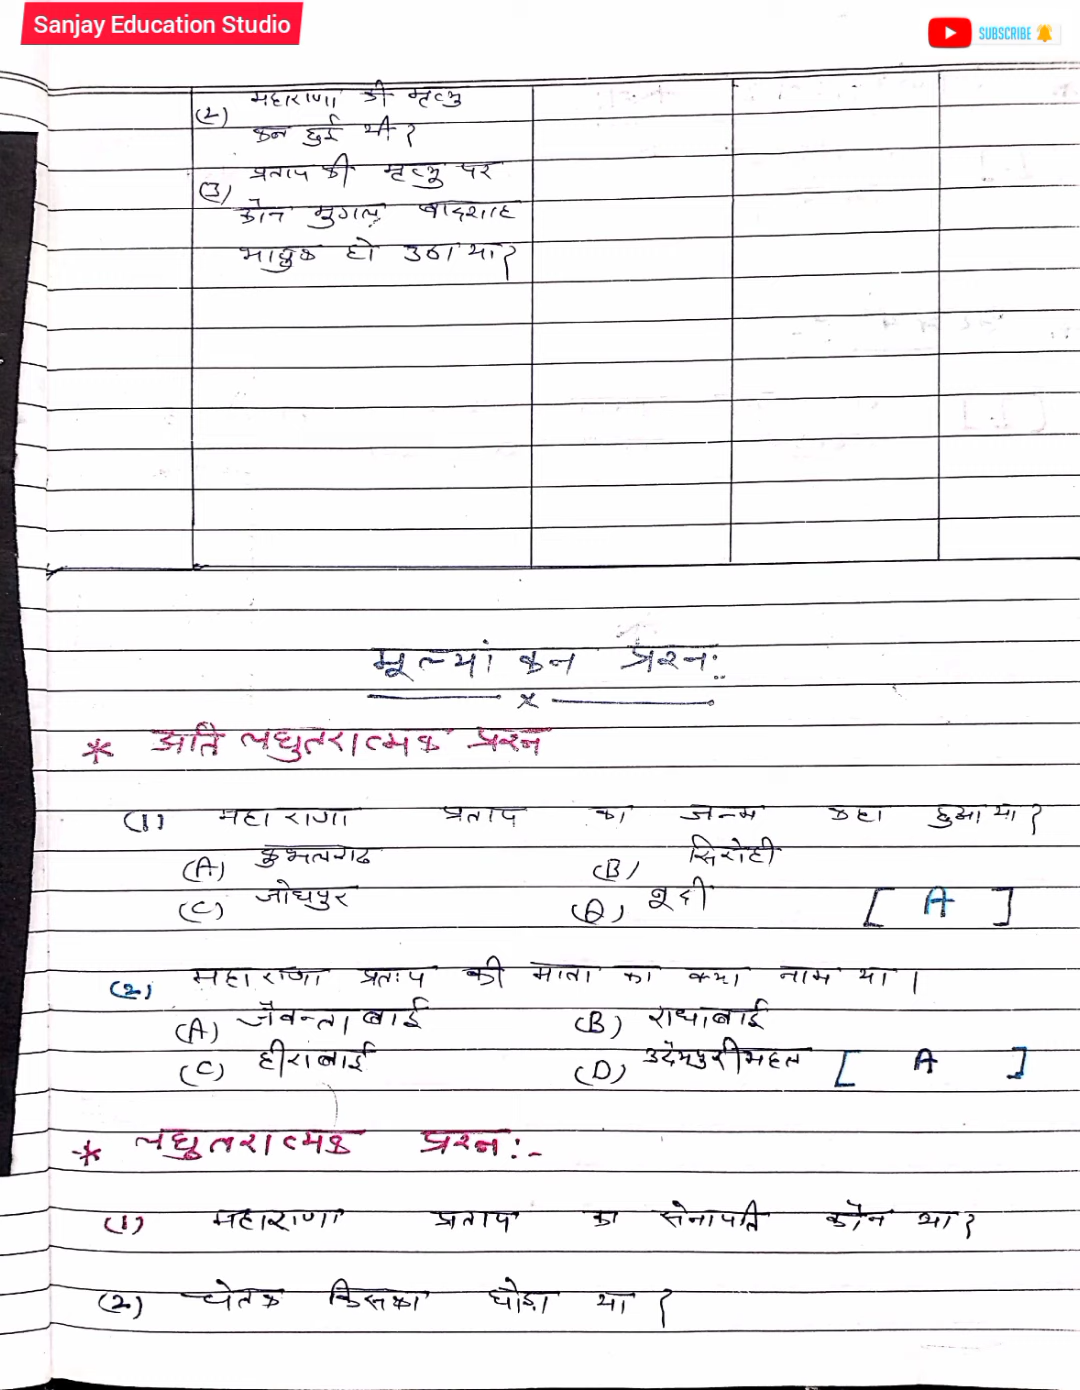 Sanjay Education Studio
SUBSCRIBE
(2) महाराणा की मृत्यु
कब हुई थी?
(3) प्रताप की मृत्यु पर
कौन मुगल बादशाह
भावुक हो उठा था?
मूल्यांकन प्रश्न:
x
* अति लघुतरात्मक प्रश्न
(1) महाराणा प्रताप का जन्म कहा हुआ था?
(A) कुभलगढ (B) सिरोही
(C) जोधपुर (D) बूदी [ A ]
(2) महाराणा प्रताप की माता का क्या नाम था।
(A) जैवन्ता बाई (B) राधाबाई
(C) हीराबाई (D) उदैमपुरीमहल [ A ]
* लघुतरात्मक प्रश्न:-
(1) महाराणा प्रताप का सेनापति कौन था?
(2) चेतक किसका घोड़ा था?